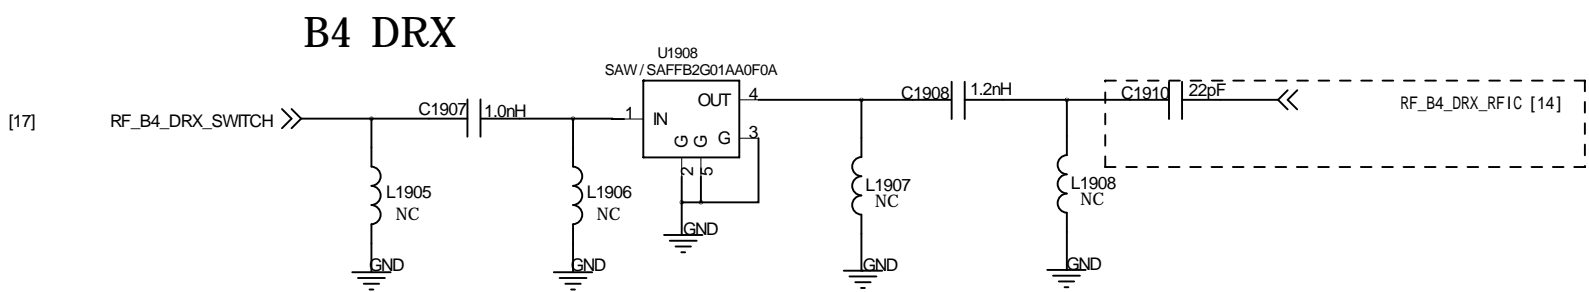 B4 DRX
U1908
SAW / SAFFB2G01AA0F0A
[17]
RF_B4_DRX_SWITCH
C1907
1.0nH
1
IN
OUT
4
3
G
G
G
2
5
C1908
1.2nH
C1910
22pF
RF_B4_DRX_RFIC [14]
L1905
NC
L1906
NC
L1907
NC
L1908
NC
GND
GND
GND
GND
GND